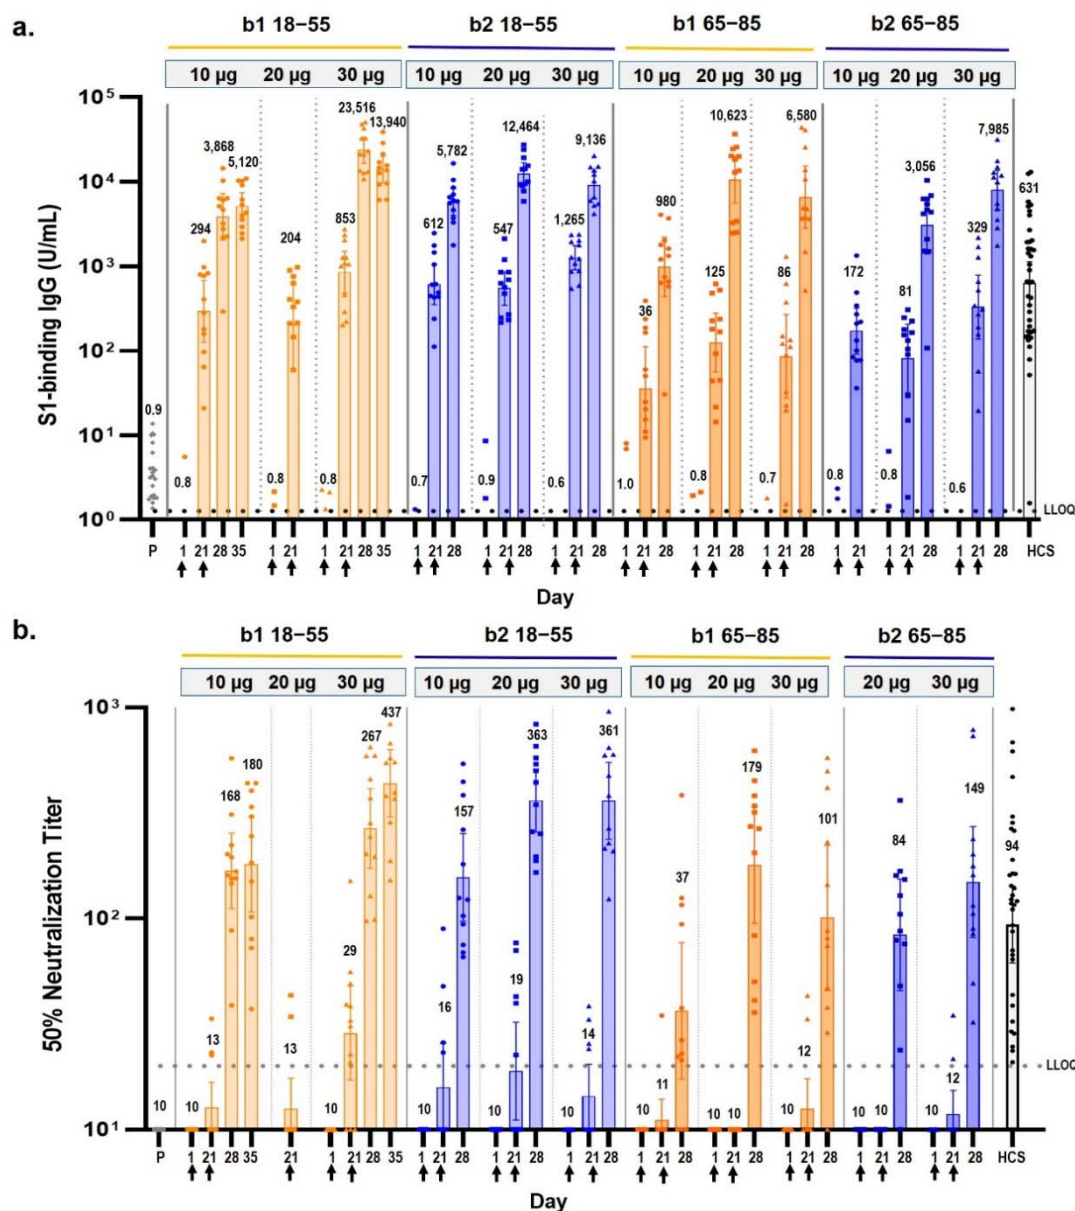 a.
b1 18−55 b2 18−55 b1 65−85 b2 65−85
10 µg 20 µg 30 µg 10 µg 20 µg 30 µg 10 µg 20 µg 30 µg 10 µg 20 µg 30 µg
S1-binding IgG (U/mL)
10⁵
10⁴
10³
10²
10¹
10⁰
0.9
0.8 294 3,868 5,120
0.8 204
0.8 853 23,516 13,940
0.7 612 5,782
0.9 547 12,464
0.6 1,265 9,136
1.0 36 980
0.8 125 10,623
0.7 86 6,580
0.8 172
0.8 81 3,056
0.6 329 7,985
631
LLOQ
P 1 21 28 35 1 21 1 21 28 35 1 21 28 1 21 28 1 21 28 1 21 28 1 21 28 1 21 28 1 21 1 21 28 1 21 28 HCS
Day
b.
b1 18−55 b2 18−55 b1 65−85 b2 65−85
10 µg 20 µg 30 µg 10 µg 20 µg 30 µg 10 µg 20 µg 30 µg 20 µg 30 µg
50% Neutralization Titer
10³
10²
10¹
10
10 13 168 180
13
10 29 267 437
10 16 157
10 19 363
10 14 361
10 11 37
10 10 179
10 12 101
10 10 84
10 12 149
94
LLOQ
P 1 21 28 35 21 1 21 28 35 1 21 28 1 21 28 1 21 28 1 21 28 1 21 28 1 21 28 1 21 28 1 21 28 HCS
Day